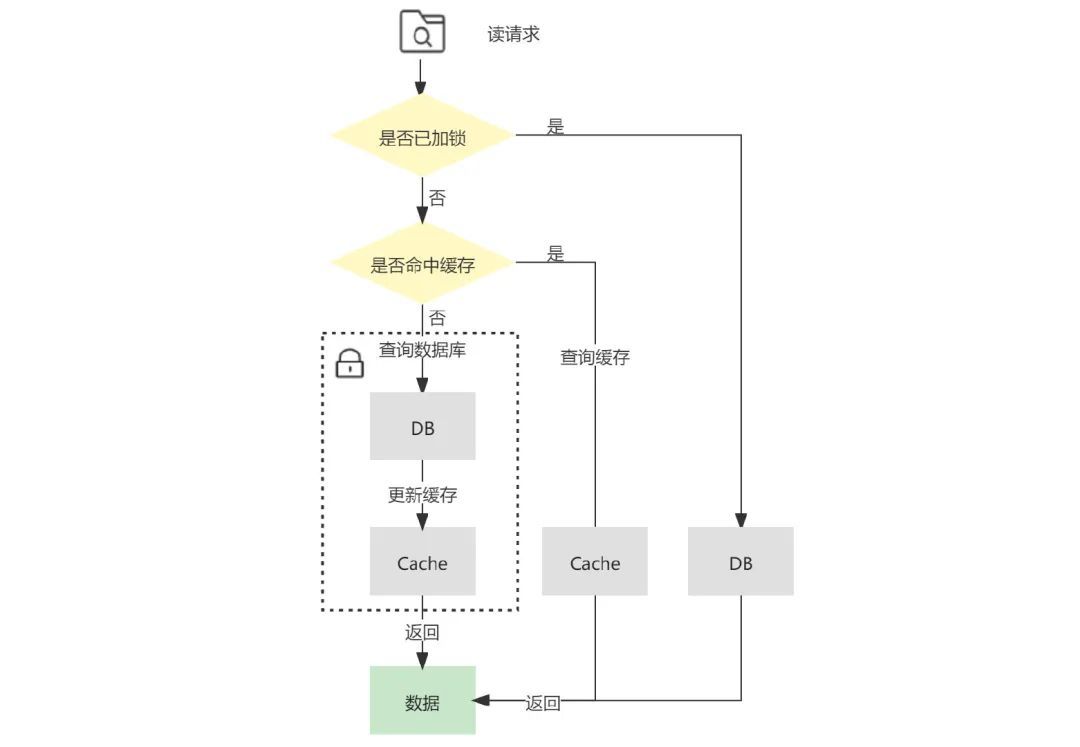 读请求
是否已加锁
是
否
是否命中缓存
是
否
查询数据库
查询缓存
DB
更新缓存
Cache
Cache
DB
返回
数据
返回